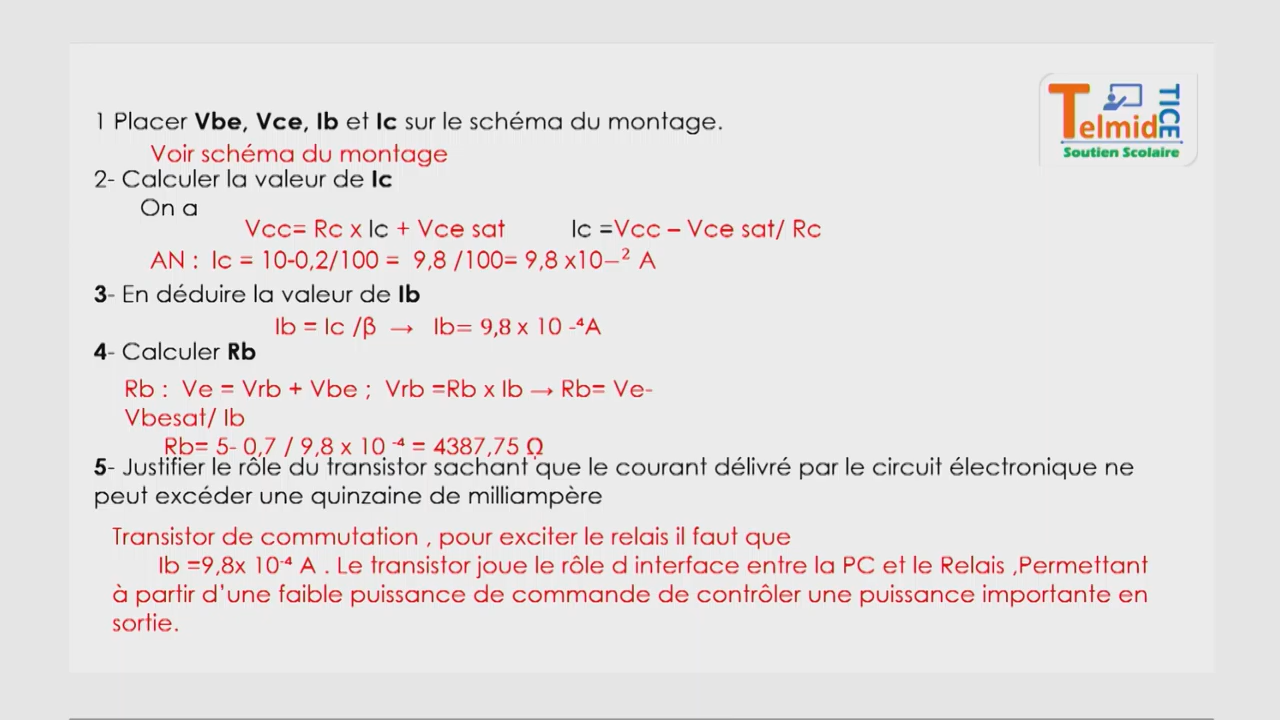 1 Placer Vbe, Vce, Ib et Ic sur le schéma du montage.
Voir schéma du montage
2- Calculer la valeur de Ic
On a
Vcc= Rc x Ic + Vce sat Ic =Vcc – Vce sat/ Rc
AN : Ic = 10-0,2/100 = 9,8 /100= 9,8 x10−² A
3- En déduire la valeur de Ib
Ib = Ic /β → Ib= 9,8 x 10 -⁴A
4- Calculer Rb
Rb : Ve = Vrb + Vbe ; Vrb =Rb x Ib → Rb= Ve-
Vbesat/ Ib
Rb= 5- 0,7 / 9,8 x 10 -⁴ = 4387,75 Ω
5- Justifier le rôle du transistor sachant que le courant délivré par le circuit électronique ne
peut excéder une quinzaine de milliampère
Transistor de commutation , pour exciter le relais il faut que
Ib =9,8x 10-⁴ A . Le transistor joue le rôle d interface entre la PC et le Relais ,Permettant
à partir d’une faible puissance de commande de contrôler une puissance importante en
sortie.
Telmid TICE
Soutien Scolaire